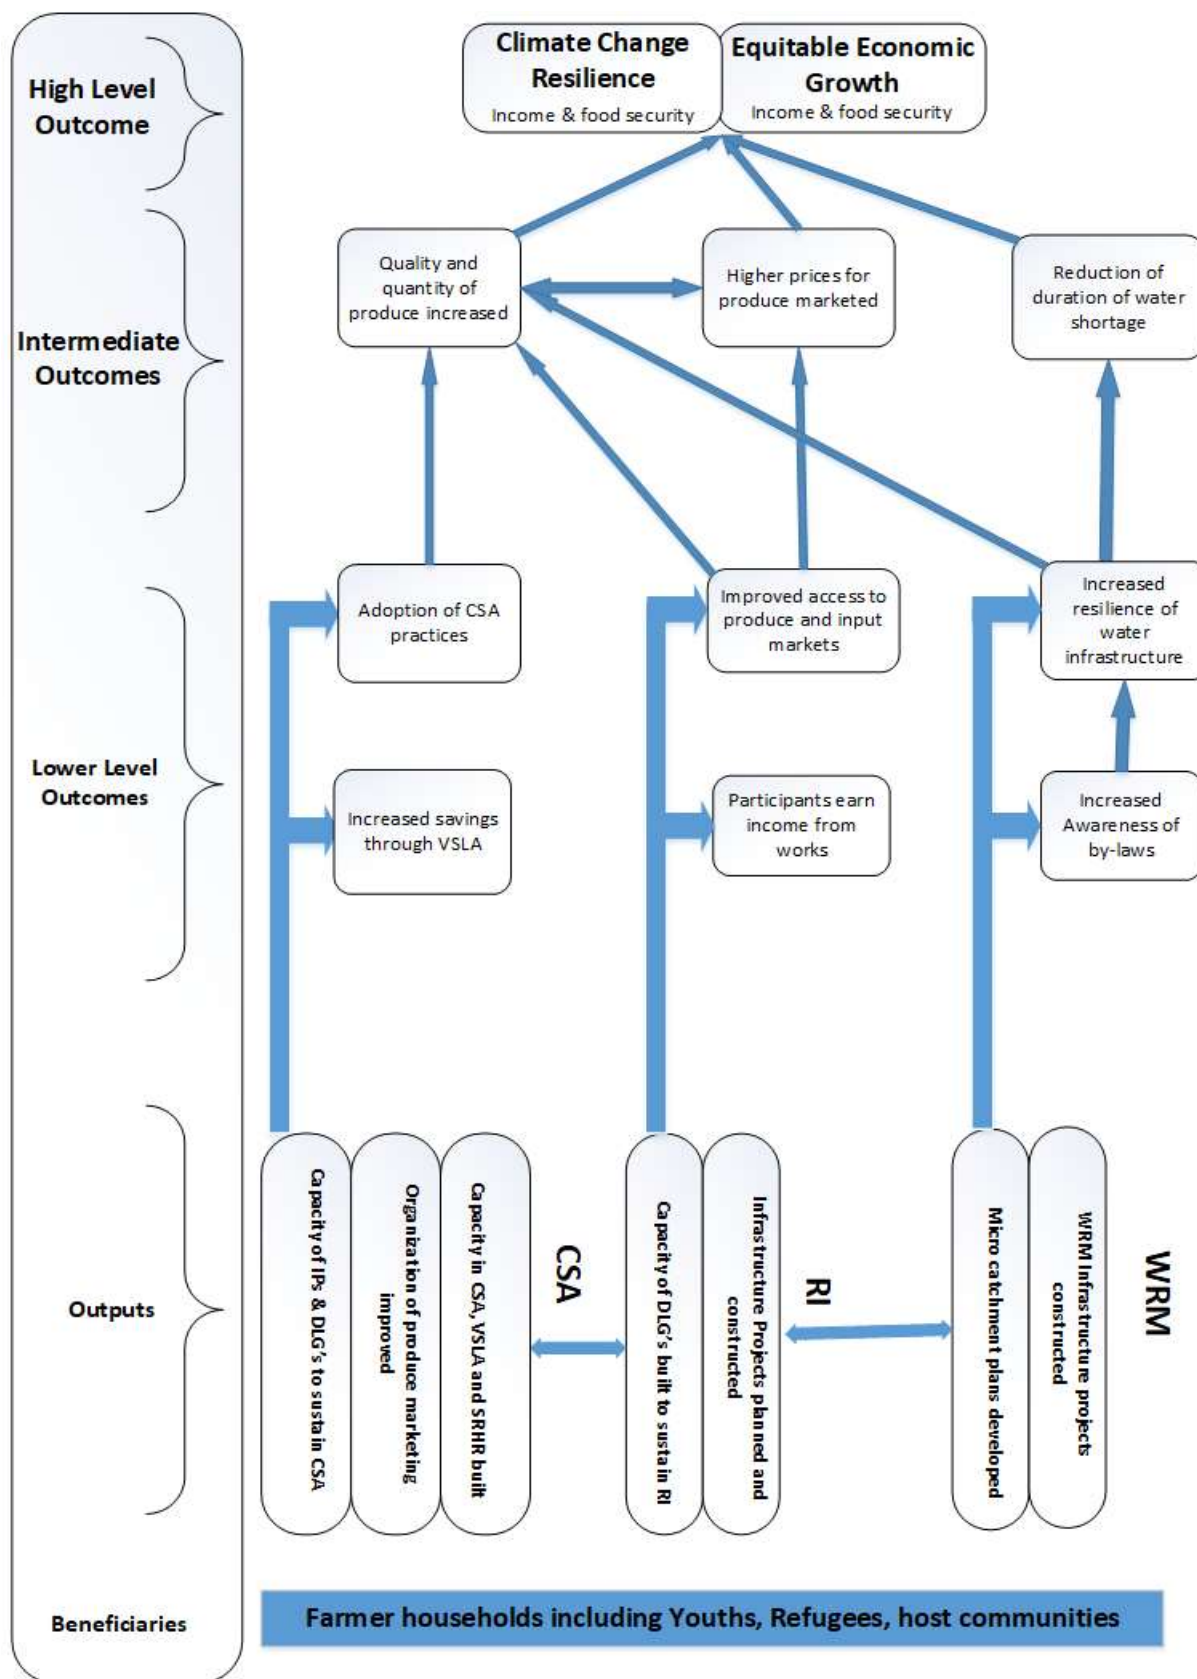 High Level
Outcome
Climate Change
Resilience
Income & food security
Equitable Economic
Growth
Income & food security
Intermediate
Outcomes
Quality and
quantity of
produce increased
Higher prices for
produce marketed
Reduction of
duration of water
shortage
Lower Level
Outcomes
Adoption of CSA
practices
Improved access to
produce and input
markets
Increased
resilience of
water
infrastructure
Increased savings
through VSLA
Participants earn
income from
works
Increased
Awareness of
by-laws
Outputs
Capacity of IPs & DLG's to sustain CSA
Organization of produce marketing
improved
Capacity in CSA, VSLA and SRHR built
CSA
Capacity of DLG's built to sustain RI
Infrastructure Projects planned and
constructed
RI
Micro catchment plans developed
WRM Infrastructure projects
constructed
WRM
Beneficiaries
Farmer households including Youths, Refugees, host communities